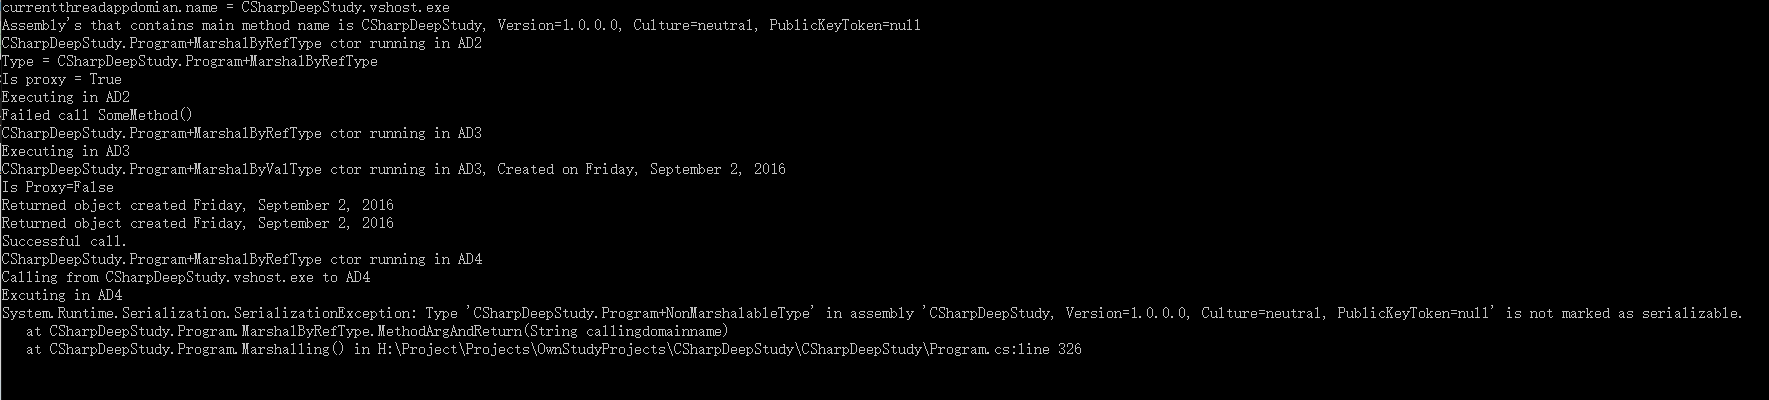 currentthreadappdomian.name = CSharpDeepStudy.vshost.exe
Assembly's that contains main method name is CSharpDeepStudy, Version=1.0.0.0, Culture=neutral, PublicKeyToken=null
CSharpDeepStudy.Program+MarshalByRefType ctor running in AD2
Type = CSharpDeepStudy.Program+MarshalByRefType
Is proxy = True
Executing in AD2
Failed call SomeMethod()
CSharpDeepStudy.Program+MarshalByRefType ctor running in AD3
Executing in AD3
CSharpDeepStudy.Program+MarshalByValType ctor running in AD3, Created on Friday, September 2, 2016
Is Proxy=False
Returned object created Friday, September 2, 2016
Returned object created Friday, September 2, 2016
Successful call.
CSharpDeepStudy.Program+MarshalByRefType ctor running in AD4
Calling from CSharpDeepStudy.vshost.exe to AD4
Excuting in AD4
System.Runtime.Serialization.SerializationException: Type 'CSharpDeepStudy.Program+NonMarshalableType' in assembly 'CSharpDeepStudy, Version=1.0.0.0, Culture=neutral, PublicKeyToken=null' is not marked as serializable.
   at CSharpDeepStudy.Program.MarshalByRefType.MethodArgAndReturn(String callingdomainname)
   at CSharpDeepStudy.Program.Marshalling() in H:\Project\Projects\OwnStudyProjects\CSharpDeepStudy\CSharpDeepStudy\Program.cs:line 326